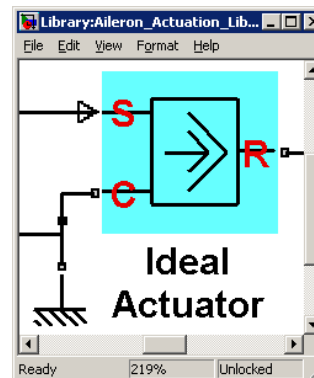 Library:Aileron_Actuation_Lib...
File Edit View Format Help
S
R
C
Ideal
Actuator
Ready 219% Unlocked